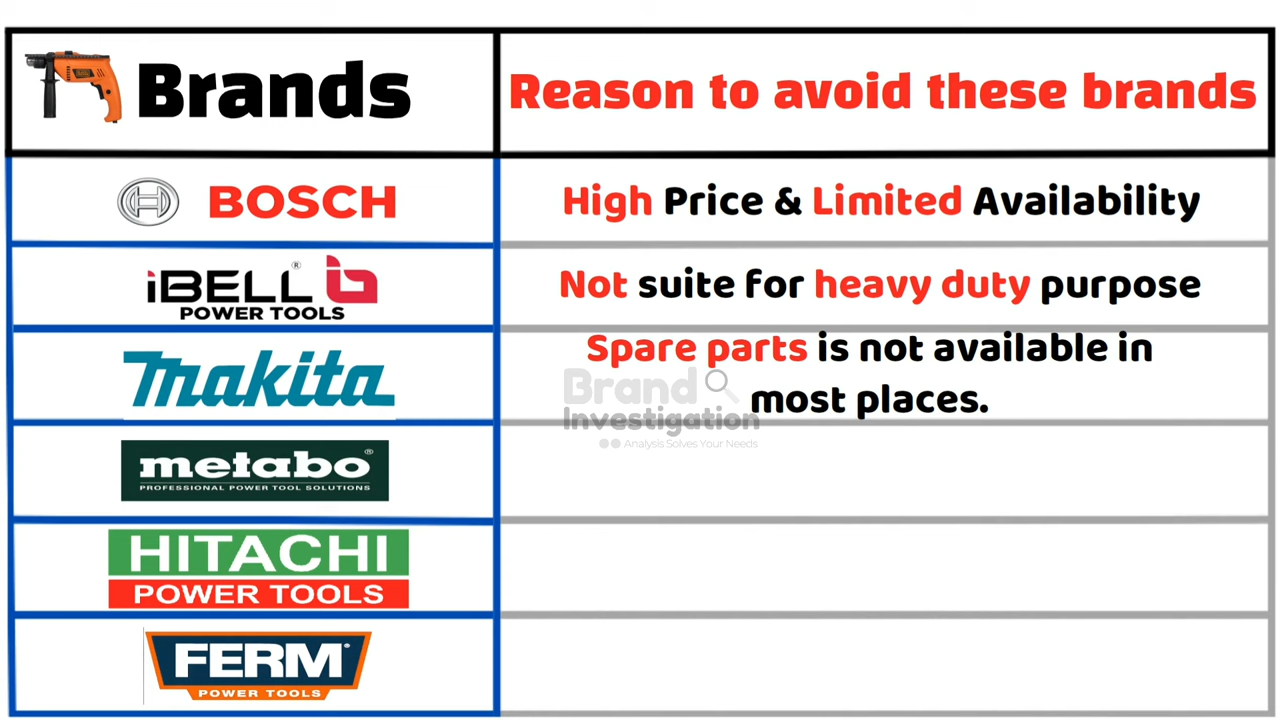 Brands
Reason to avoid these brands
BOSCH
High Price & Limited Availability
iBELL®
POWER TOOLS
Not suite for heavy duty purpose
makita
Spare parts is not available in
most places.
Brand
Investigation
Analysis Solves Your Needs
metabo®
PROFESSIONAL POWER TOOL SOLUTIONS
HITACHI
POWER TOOLS
FERM®
POWER TOOLS